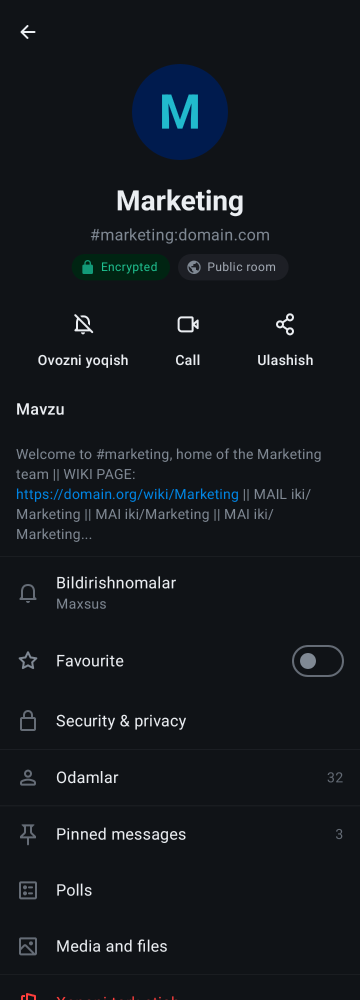 M
Marketing
#marketing:domain.com
Encrypted
Public room
Ovozni yoqish
Call
Ulashish
Mavzu
Welcome to #marketing, home of the Marketing
team || WIKI PAGE:
https://domain.org/wiki/Marketing || MAIL iki/
Marketing || MAI iki/Marketing || MAI iki/
Marketing...
Bildirishnomalar
Maxsus
Favourite
Security & privacy
Odamlar 32
Pinned messages 3
Polls
Media and files